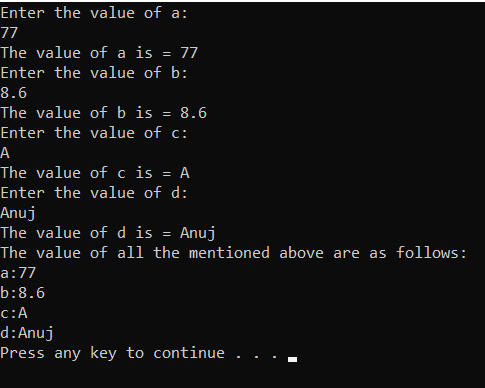 Enter the value of a:
77
The value of a is = 77
Enter the value of b:
8.6
The value of b is = 8.6
Enter the value of c:
A
The value of c is = A
Enter the value of d:
Anuj
The value of d is = Anuj
The value of all the mentioned above are as follows:
a:77
b:8.6
c:A
d:Anuj
Press any key to continue . . .